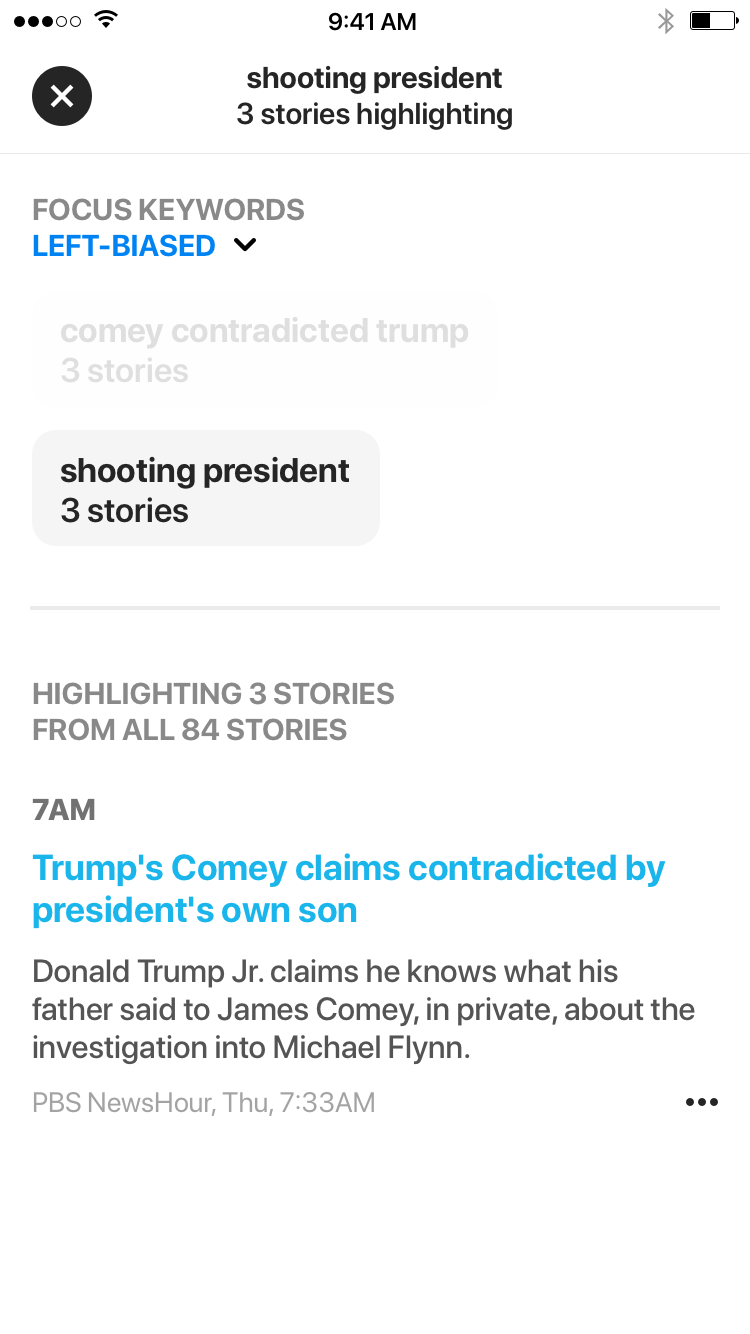 9:41 AM
shooting president
3 stories highlighting
FOCUS KEYWORDS
LEFT-BIASED
comey contradicted trump
3 stories
shooting president
3 stories
HIGHLIGHTING 3 STORIES
FROM ALL 84 STORIES
7AM
Trump's Comey claims contradicted by
president's own son
Donald Trump Jr. claims he knows what his
father said to James Comey, in private, about the
investigation into Michael Flynn.
PBS NewsHour, Thu, 7:33AM